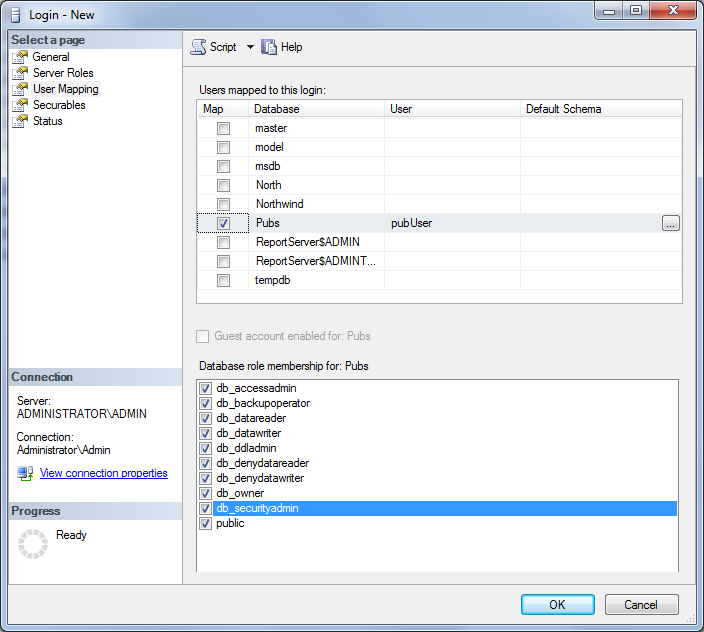 Login - New
Select a page
General
Server Roles
User Mapping
Securables
Status
Connection
Server:
ADMINISTRATOR\ADMIN
Connection:
Administrator\Admin
View connection properties
Progress
Ready
Script Help
Users mapped to this login:
Map Database User Default Schema
master
model
msdb
North
Northwind
Pubs pubUser ...
ReportServer$ADMIN
ReportServer$ADMINT...
tempdb
Guest account enabled for: Pubs
Database role membership for: Pubs
db_accessadmin
db_backupoperator
db_datareader
db_datawriter
db_ddladmin
db_denydatareader
db_denydatawriter
db_owner
db_securityadmin
public
OK Cancel